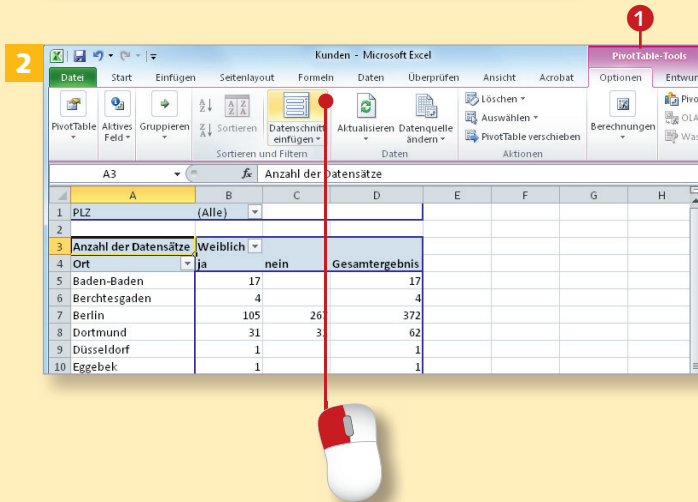 1
2
Kunden - Microsoft Excel
PivotTable-Tools
Datei Start Einfügen Seitenlayout Formeln Daten Überprüfen Ansicht Acrobat Optionen
PivotTable Aktives Feld Gruppieren Sortieren Datenschnitt einfügen Aktualisieren Datenquelle ändern Löschen Auswählen PivotTable verschieben Berechnungen
Sortieren und Filtern Daten Aktionen
A3 fx Anzahl der Datensätze
A B C D E F G H
1 PLZ (Alle)
2
3 Anzahl der Datensätze Weiblich
4 Ort ja nein Gesamtergebnis
5 Baden-Baden 17 17
6 Berchtesgaden 4 4
7 Berlin 105 267 372
8 Dortmund 31 31 62
9 Düsseldorf 1 1
10 Eggebek 1 1